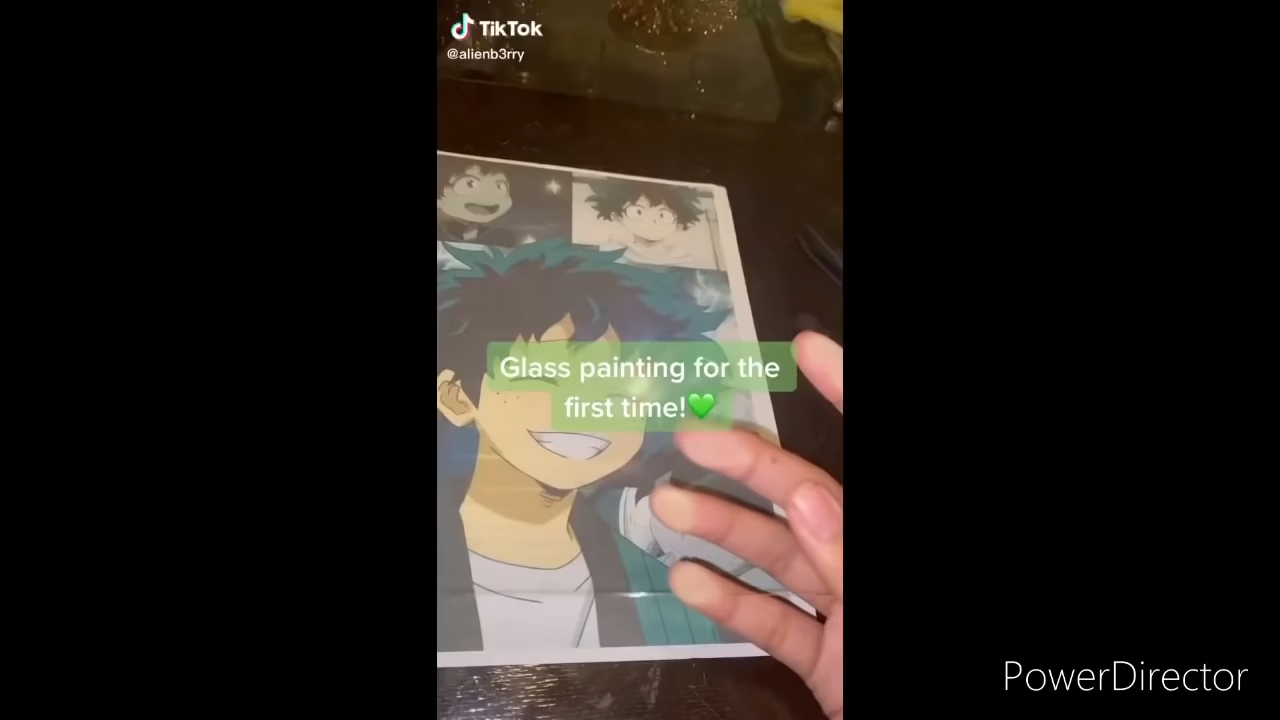 TikTok
@alienb3rry
Glass painting for the
first time!💚
PowerDirector